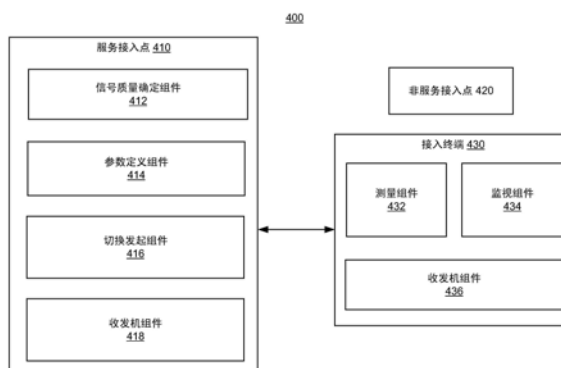 400
服务接入点 410
信号质量确定组件
412
参数定义组件
414
切换发起组件
416
收发机组件
418
非服务接入点 420
接入终端 430
测量组件
432
监视组件
434
收发机组件
436